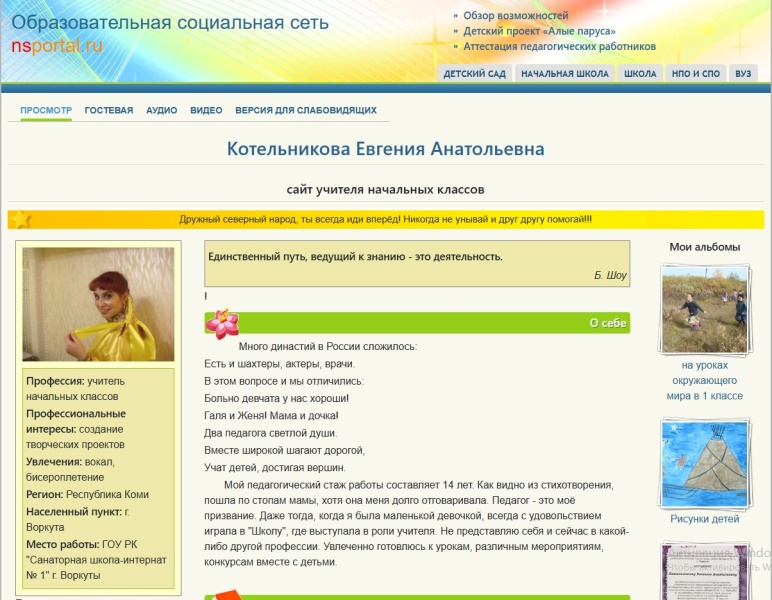 Образовательная социальная сеть
nsportal.ru
» Обзор возможностей
» Детский проект «Алые паруса»
» Аттестация педагогических работников
ДЕТСКИЙ САД НАЧАЛЬНАЯ ШКОЛА ШКОЛА НПО И СПО ВУЗ
ПРОСМОТР ГОСТЕВАЯ АУДИО ВИДЕО ВЕРСИЯ ДЛЯ СЛАБОВИДЯЩИХ
Котельникова Евгения Анатольевна
сайт учителя начальных классов
Дружный северный народ, ты всегда иди вперёд! Никогда не унывай и друг другу помогай!!!
Профессия: учитель
начальных классов
Профессиональные
интересы: создание
творческих проектов
Увлечения: вокал,
бисероплетение
Регион: Республика Коми
Населенный пункт: г.
Воркута
Место работы: ГОУ РК
"Санаторная школа-интернат
№ 1" г. Воркуты
Единственный путь, ведущий к знанию - это деятельность.
Б. Шоу
!
О себе
Много династий в России сложилось:
Есть и шахтеры, актеры, врачи.
В этом вопросе и мы отличились:
Больно девчата у нас хороши!
Галя и Женя! Мама и дочка!
Два педагога светлой души.
Вместе широкой шагают дорогой,
Учат детей, достигая вершин.
Мой педагогический стаж работы составляет 14 лет. Как видно из стихотворения,
пошла по стопам мамы, хотя она меня долго отговаривала. Педагог - это моё
призвание. Даже тогда, когда я была маленькой девочкой, всегда с удовольствием
играла в "Школу", где выступала в роли учителя. Не представляю себя и сейчас в какой-
либо другой профессии. Увлеченно готовлюсь к урокам, различным мероприятиям,
конкурсам вместе с детьми.
Мои альбомы
на уроках
окружающего
мира в 1 классе
Рисунки детей